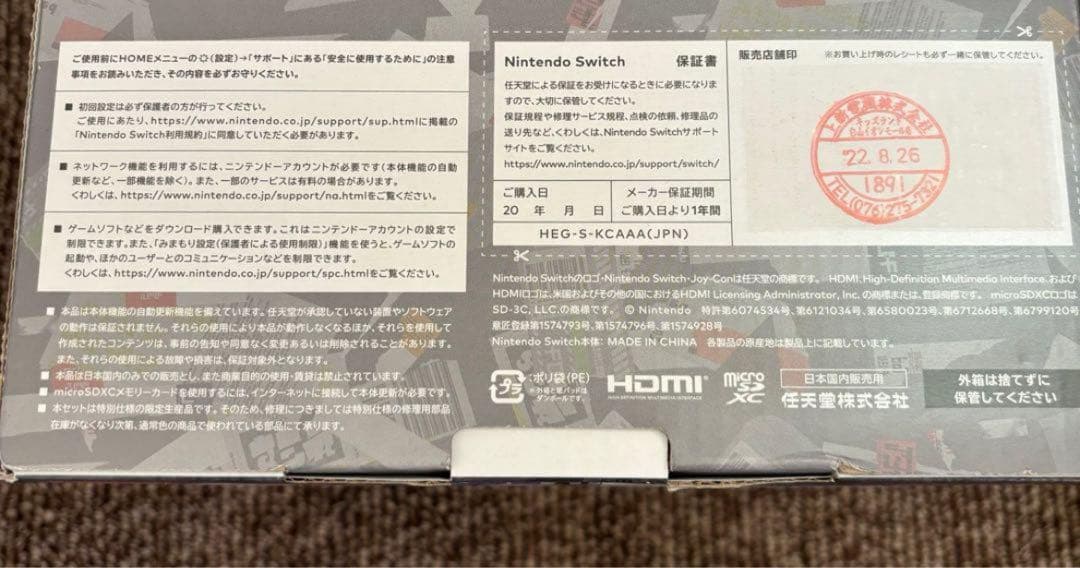 ご使用前にHOMEメニューの(設定)→「サポート」にある「安全に使用するために」の注意
事項をお読みいただき、その内容を必ずお守りください。
■ 初回設定は必ず保護者の方が行ってください。
ご使用にあたり、https://www.nintendo.co.jp/support/sup.htmlに掲載の
「Nintendo Switch利用規約」に同意していただく必要があります。
■ ネットワーク機能を利用するには、ニンテンドーアカウントが必要です(本体機能の自動
更新など、一部機能を除く)。また、一部のサービスは有料の場合があります。
くわしくは、https://www.nintendo.co.jp/support/na.htmlをご覧ください。
■ ゲームソフトなどをダウンロード購入できます。これはニンテンドーアカウントの設定で
制限できます。また、「みまもり設定(保護者による使用制限)」機能を使うと、ゲームソフトの
起動や、ほかのユーザーとのコミュニケーションなどを制限できます。
くわしくは、https://www.nintendo.co.jp/support/spc.htmlをご覧ください。
■ 本品は本体機能の自動更新機能を備えています。任天堂が承認していない装置やソフトウェア
の動作は保証されません。それらの使用により本品が動作しなくなるほか、それらを使用して
作成されたコンテンツは、事前の告知や同意なく変更あるいは削除されることがあります。
また、それらの使用による故障や損害は、保証対象外となります。
■ 本品は日本国内のみでの販売とし、また商業目的の使用・賃貸は禁止されています。
■ microSDXCメモリーカードを使用するには、インターネットに接続して本体更新が必要です。
■ 本セットは特別仕様の限定生産品です。そのため、修理につきましては特別仕様の修理用部品
在庫がなくなり次第、通常色の商品で使われている部品にて承ります。
Nintendo Switch 保証書
任天堂による保証をお受けになるときに必要になりま
すので、大切に保管してください。
保証規程や修理サービス規程、点検の依頼、修理品の
送り先など、くわしくは、Nintendo Switchサポート
サイトをご覧ください。
https://www.nintendo.co.jp/support/switch/
ご購入日 メーカー保証期間
20 年 月 日 ご購入日より1年間
HEG-S-KCAAA(JPN)
販売店舗印 ※お買い上げ時のレシートも必ず一緒に保管してください。
上新電機株式会社
キッズランド
'22.8.26
1891
TEL(076)275-7321
Nintendo Switchのロゴ・Nintendo Switch・Joy-Conは任天堂の商標です。 HDMI、High-Definition Multimedia Interface、および
HDMIロゴは、米国およびその他の国におけるHDMI Licensing Administrator, Inc. の商標または、登録商標です。 microSDXCロゴは
SD-3C, LLC.の商標です。 © Nintendo 特許第6074534号、第6121034号、第6580023号、第6712668号、第6799120号
意匠登録第1574793号、第1574796号、第1574928号
Nintendo Switch本体: MADE IN CHINA 各製品の原産地は製品上に記載しています。
プラ
:ポリ袋(PE)
※外箱と
ダンボールです。
HDMI
HIGH-DEFINITION MULTIMEDIA INTERFACE
micro
SD
XC
日本国内販売用
任天堂株式会社
外箱は捨てずに
保管してください